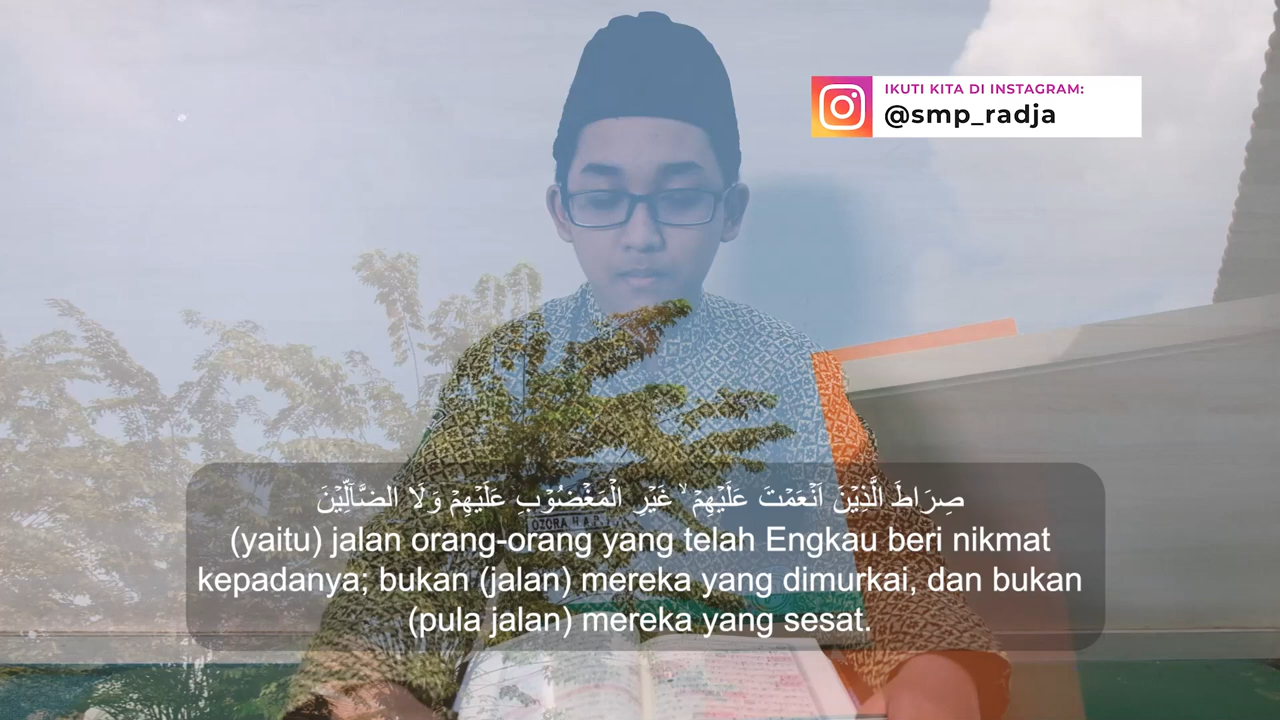 IKUTI KITA DI INSTAGRAM:
@smp_radja
صِرَاطَ الَّذِيْنَ اَنْعَمْتَ عَلَيْهِمْ ۙ غَيْرِ الْمَغْضُوْبِ عَلَيْهِمْ وَلَا الضَّاۤلِّيْنَ
OZORA
(yaitu) jalan orang-orang yang telah Engkau beri nikmat
kepadanya; bukan (jalan) mereka yang dimurkai, dan bukan
(pula jalan) mereka yang sesat.